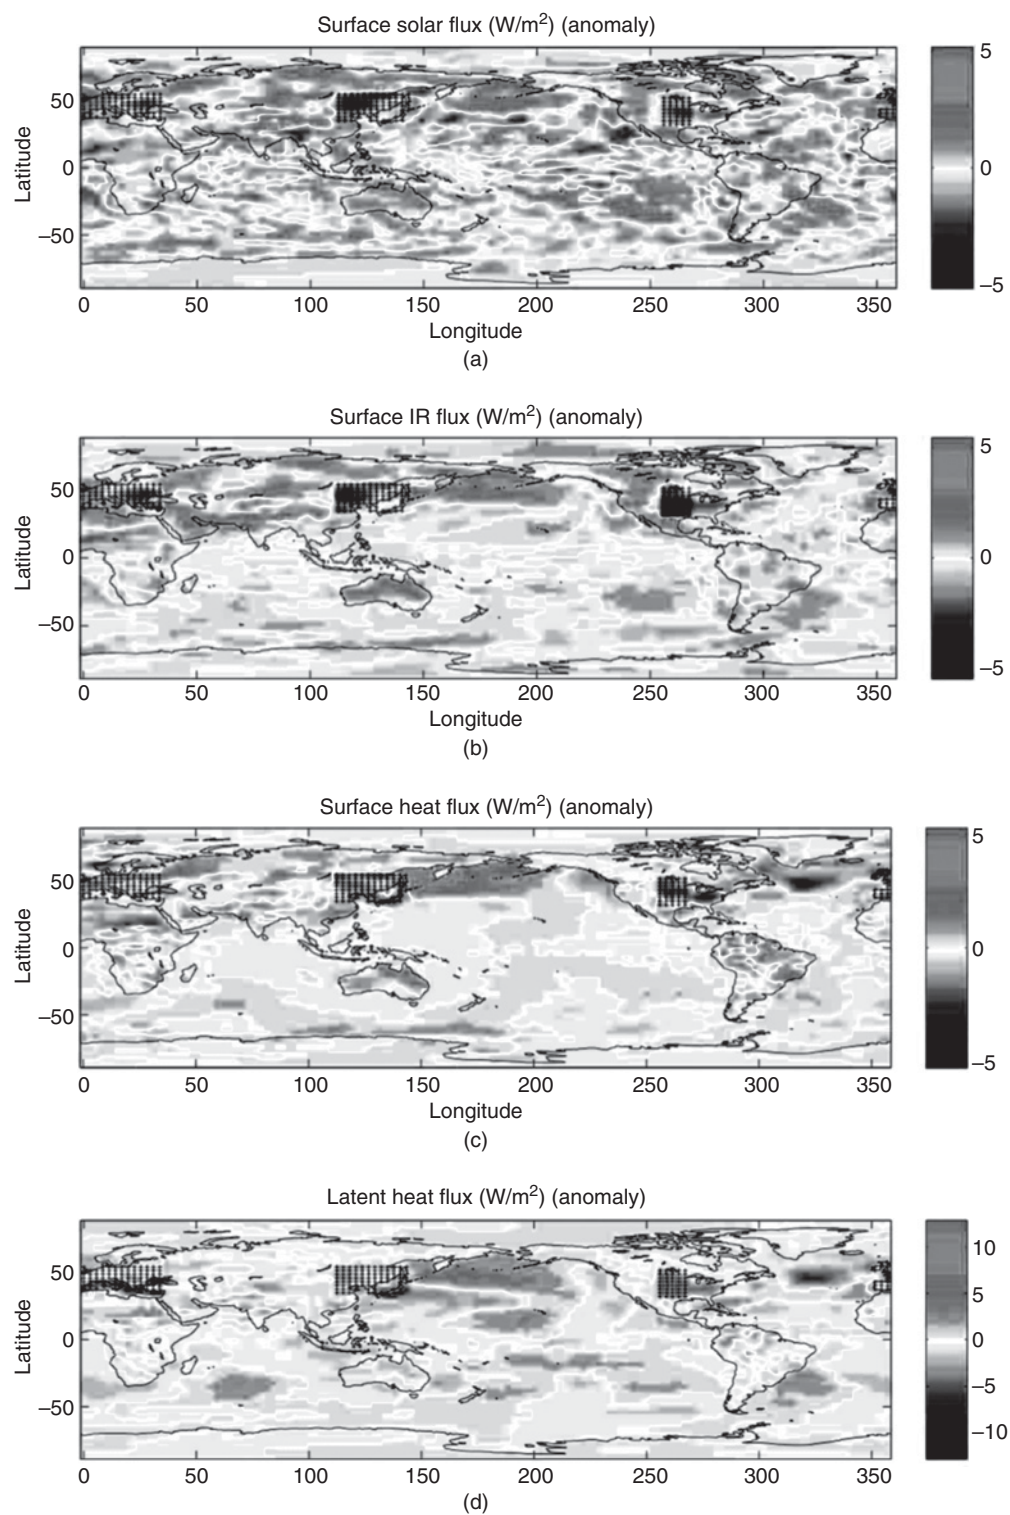 Surface solar flux (W/m2) (anomaly)
Latitude
50
0
–50
5
0
–5
0 50 100 150 200 250 300 350
Longitude
(a)
Surface IR flux (W/m2) (anomaly)
Latitude
50
0
–50
5
0
–5
0 50 100 150 200 250 300 350
Longitude
(b)
Surface heat flux (W/m2) (anomaly)
Latitude
50
0
–50
5
0
–5
0 50 100 150 200 250 300 350
Longitude
(c)
Latent heat flux (W/m2) (anomaly)
Latitude
50
0
–50
10
5
0
–5
–10
0 50 100 150 200 250 300 350
(d)